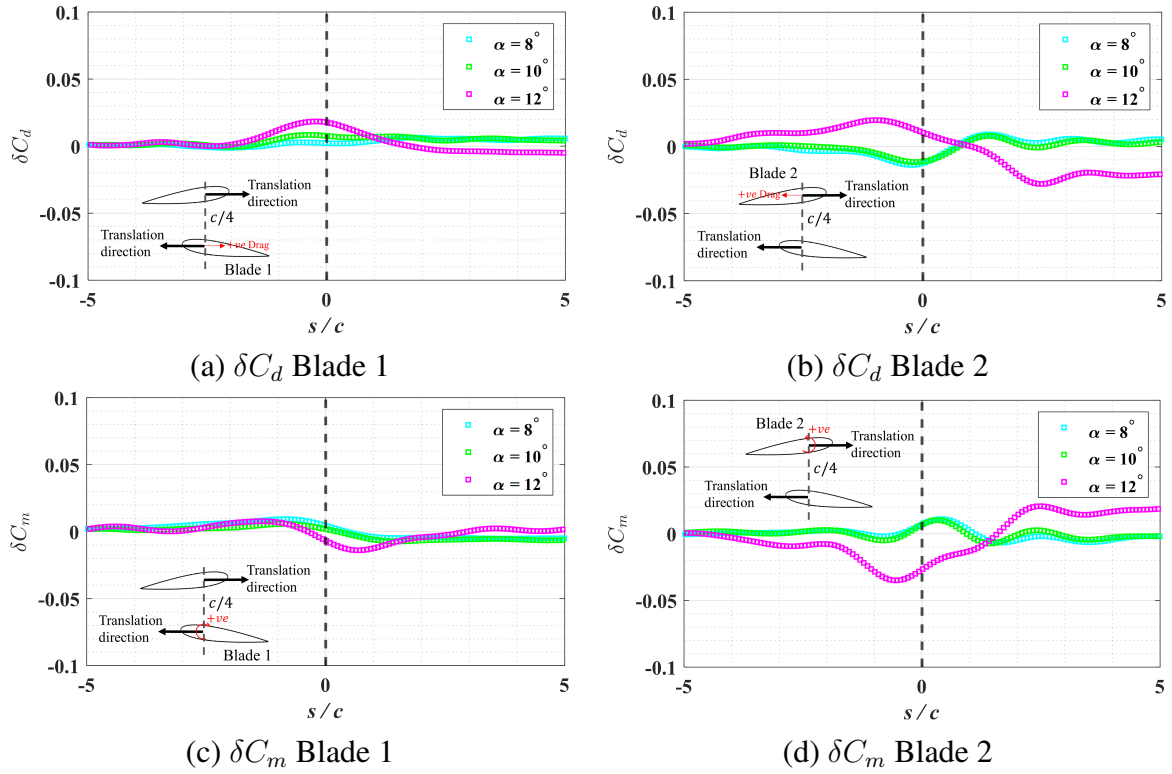 0.1
0.05
0
-0.05
-0.1
δC_d
α = 8°
α = 10°
α = 12°
Translation
direction
c/4
Translation
direction
+ve Drag
Blade 1
-5
0
5
s / c
(a) δC_d Blade 1
0.1
0.05
0
-0.05
-0.1
δC_d
α = 8°
α = 10°
α = 12°
Blade 2
+ve Drag
Translation
direction
c/4
Translation
direction
-5
0
5
s / c
(b) δC_d Blade 2
0.1
0.05
0
-0.05
-0.1
δC_m
α = 8°
α = 10°
α = 12°
Translation
direction
c/4
Translation
direction
+ve
Blade 1
-5
0
5
s / c
(c) δC_m Blade 1
0.1
0.05
0
-0.05
-0.1
δC_m
α = 8°
α = 10°
α = 12°
Blade 2
+ve
Translation
direction
c/4
Translation
direction
-5
0
5
s / c
(d) δC_m Blade 2